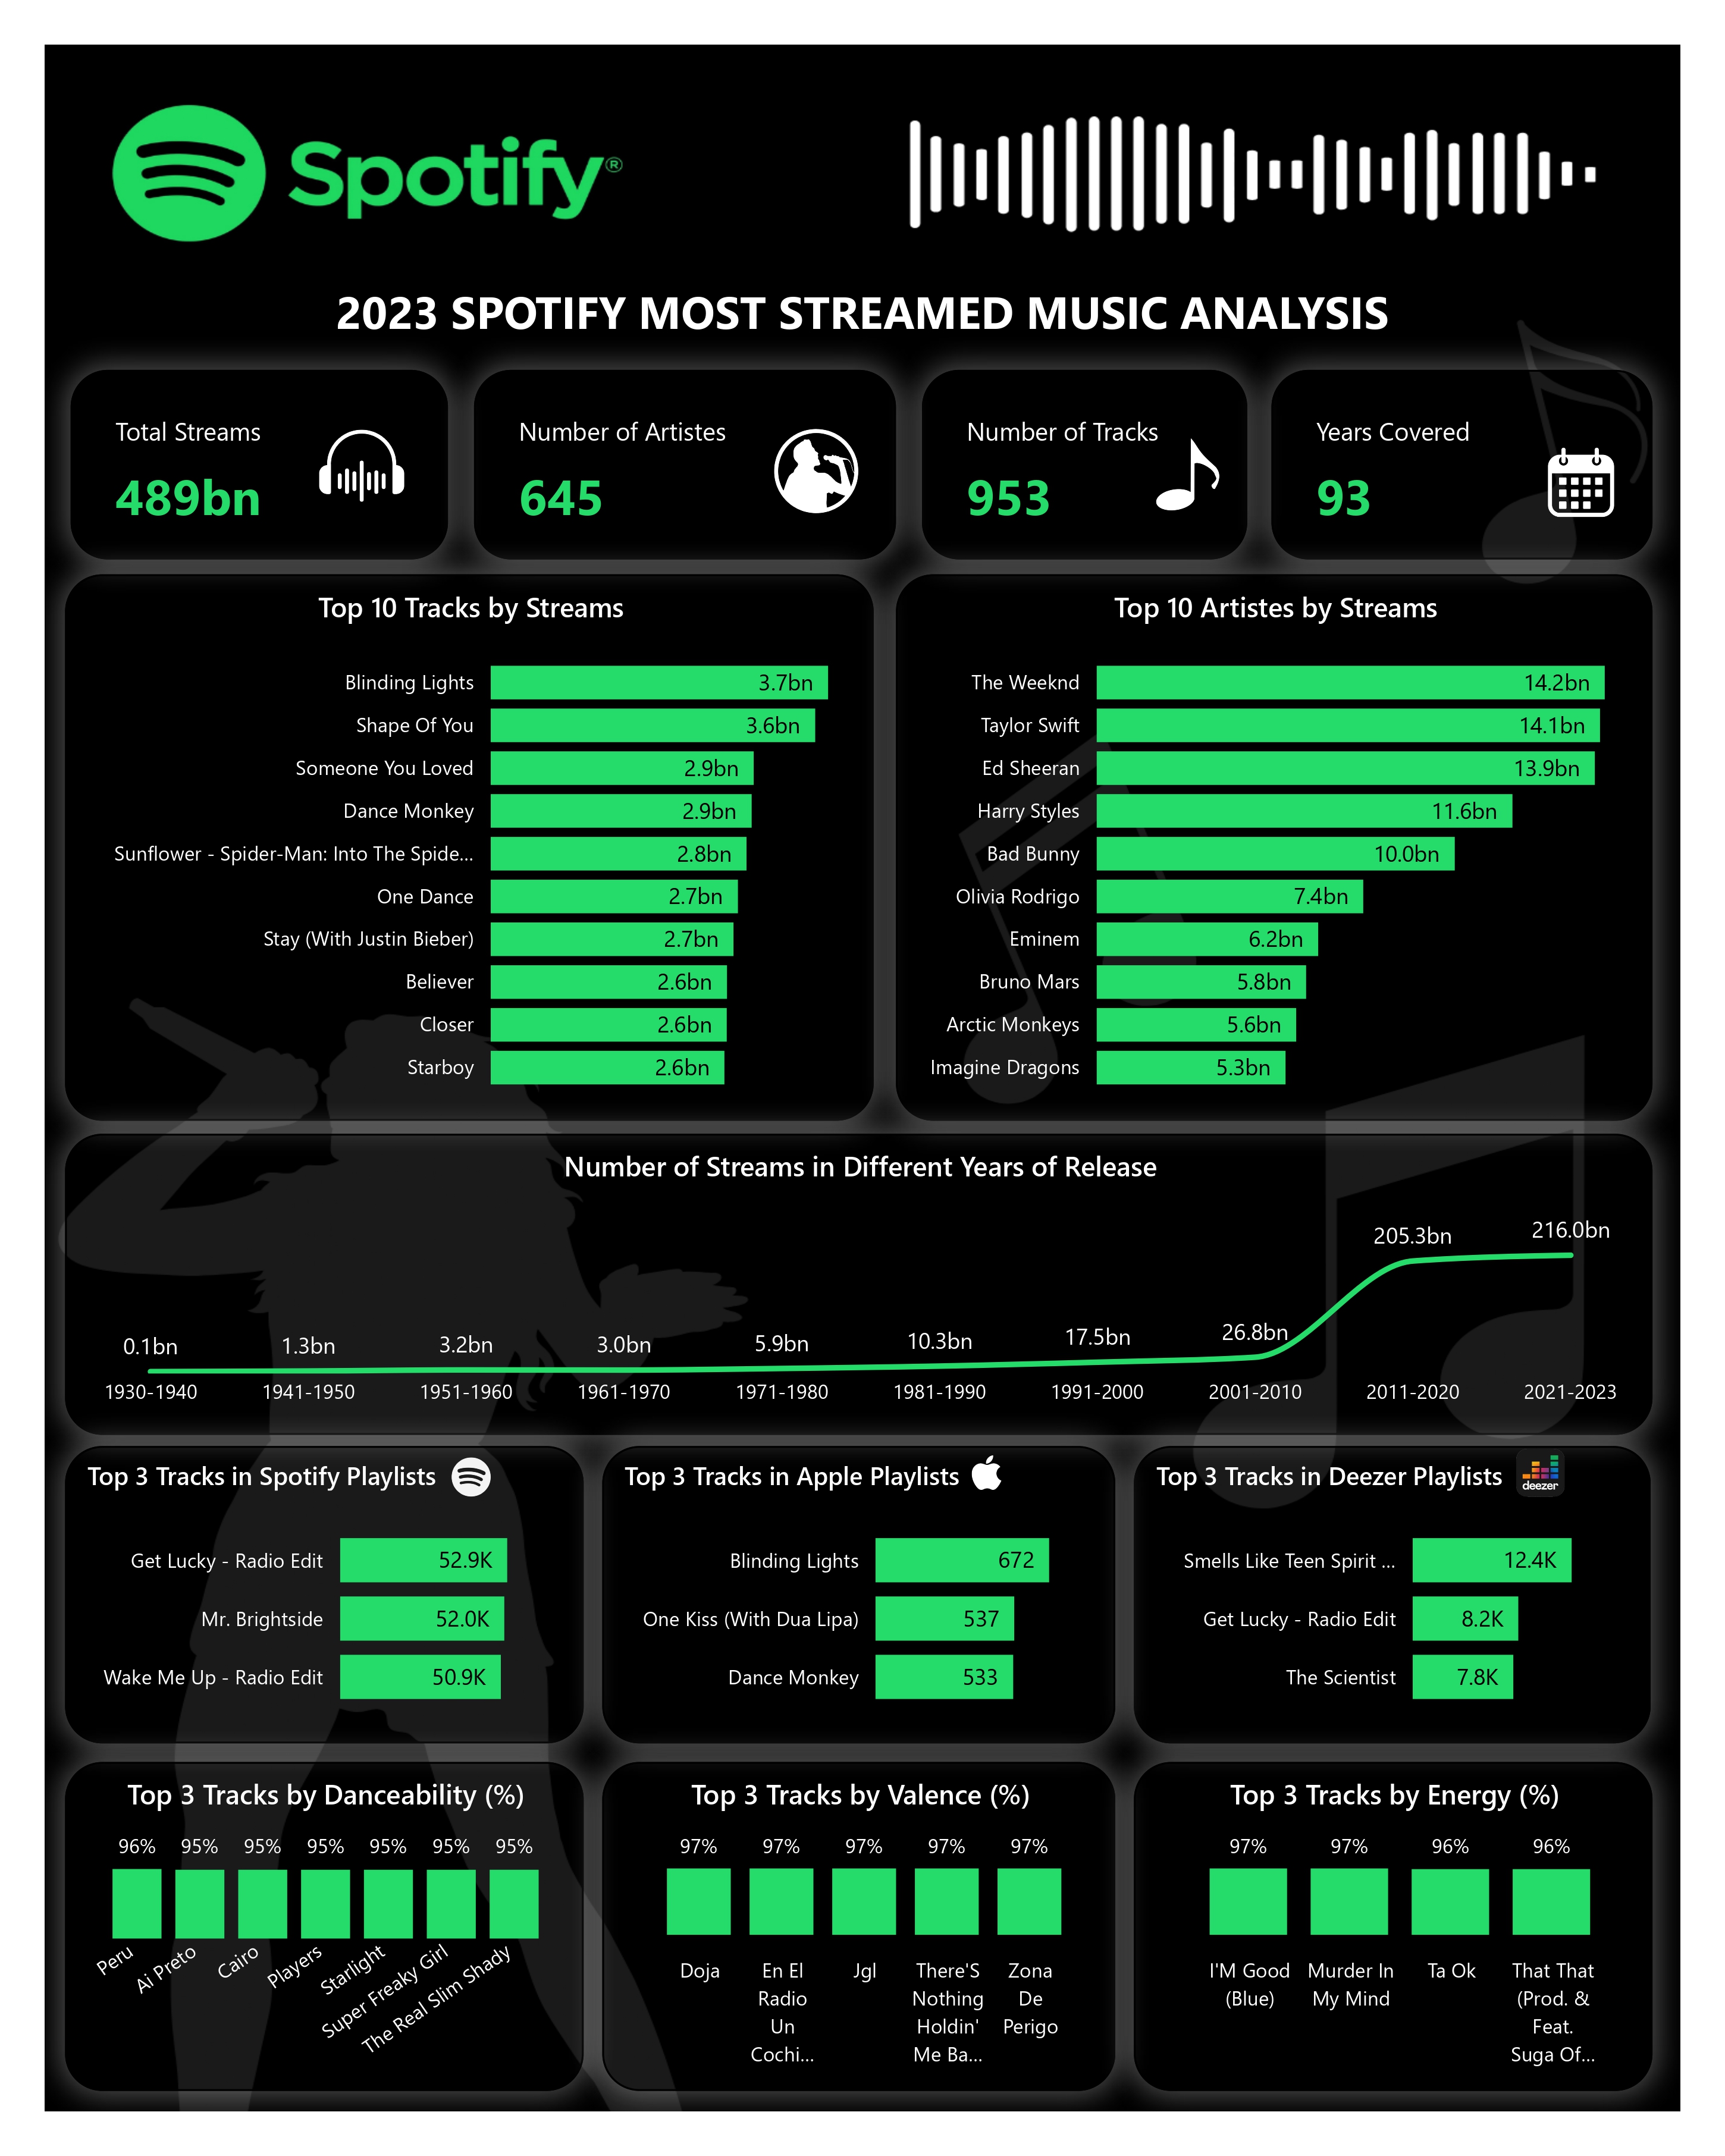 Spotify®
2023 SPOTIFY MOST STREAMED MUSIC ANALYSIS
Total Streams
489bn
Number of Artistes
645
Number of Tracks
953
Years Covered
93
Top 10 Tracks by Streams
Blinding Lights 3.7bn
Shape Of You 3.6bn
Someone You Loved 2.9bn
Dance Monkey 2.9bn
Sunflower - Spider-Man: Into The Spide... 2.8bn
One Dance 2.7bn
Stay (With Justin Bieber) 2.7bn
Believer 2.6bn
Closer 2.6bn
Starboy 2.6bn
Top 10 Artistes by Streams
The Weeknd 14.2bn
Taylor Swift 14.1bn
Ed Sheeran 13.9bn
Harry Styles 11.6bn
Bad Bunny 10.0bn
Olivia Rodrigo 7.4bn
Eminem 6.2bn
Bruno Mars 5.8bn
Arctic Monkeys 5.6bn
Imagine Dragons 5.3bn
Number of Streams in Different Years of Release
0.1bn 1.3bn 3.2bn 3.0bn 5.9bn 10.3bn 17.5bn 26.8bn 205.3bn 216.0bn
1930-1940 1941-1950 1951-1960 1961-1970 1971-1980 1981-1990 1991-2000 2001-2010 2011-2020 2021-2023
Top 3 Tracks in Spotify Playlists
Get Lucky - Radio Edit 52.9K
Mr. Brightside 52.0K
Wake Me Up - Radio Edit 50.9K
Top 3 Tracks in Apple Playlists
Blinding Lights 672
One Kiss (With Dua Lipa) 537
Dance Monkey 533
Top 3 Tracks in Deezer Playlists
deezer
Smells Like Teen Spirit ... 12.4K
Get Lucky - Radio Edit 8.2K
The Scientist 7.8K
Top 3 Tracks by Danceability (%)
96% 95% 95% 95% 95% 95% 95%
Peru
Ai Preto
Cairo
Players
Starlight
Super Freaky Girl
The Real Slim Shady
Top 3 Tracks by Valence (%)
97% 97% 97% 97% 97%
Doja
En El
Radio
Un
Cochi...
Jgl
There'S
Nothing
Holdin'
Me Ba...
Zona
De
Perigo
Top 3 Tracks by Energy (%)
97% 97% 96% 96%
I'M Good
(Blue)
Murder In
My Mind
Ta Ok
That That
(Prod. &
Feat.
Suga Of...